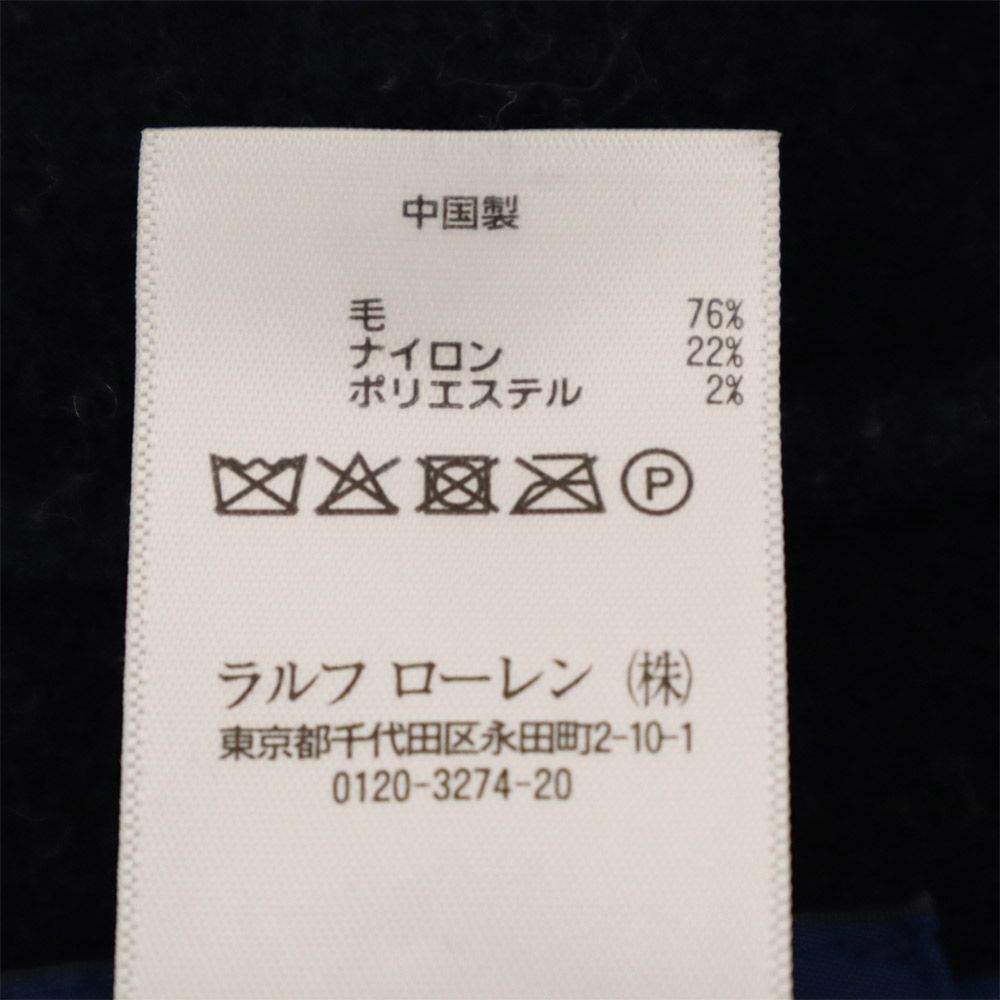 中国製
毛 76%
ナイロン 22%
ポリエステル 2%
P
ラルフ ローレン ㈱
東京都千代田区永田町2-10-1
0120-3274-20